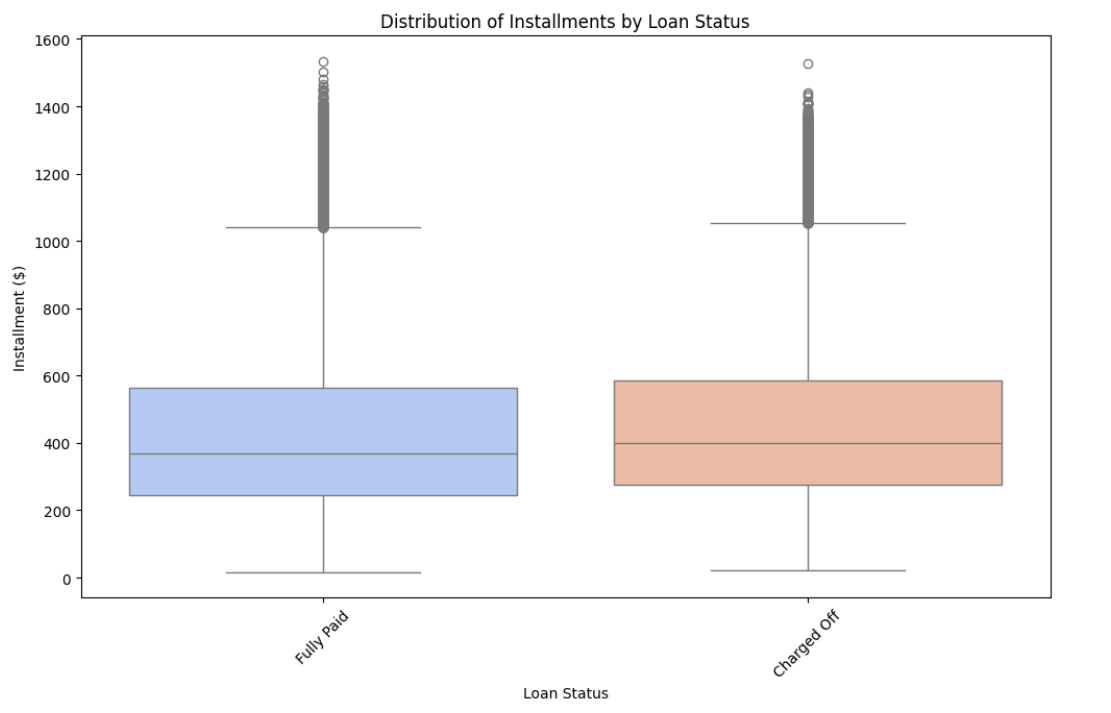 Distribution of Installments by Loan Status
1600
1400
1200
1000
800
600
400
200
0
Installment ($)
Fully Paid
Charged Off
Loan Status